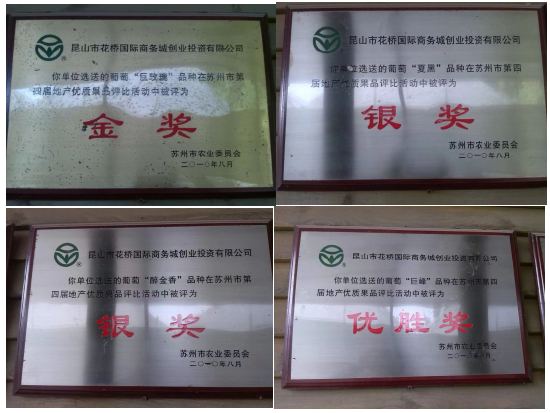 昆山市花桥国际商务城创业投资有限公司
你单位选送的葡萄“巨玫瑰”品种在苏州市第
四届地产优质果品评比活动中被评为
金奖
苏州市农业委员会
二〇一〇年八月
昆山市花桥国际商务城创业投资有限公司
你单位选送的葡萄“夏黑”品种在苏州市第四
届地产优质果品评比活动中被评为
银奖
苏州市农业委员会
二〇一〇年八月
昆山市花桥国际商务城创业投资有限公司
你单位选送的葡萄“醉金香”品种在苏州市第
四届地产优质果品评比活动中被评为
银奖
苏州市农业委员会
二〇一〇年八月
昆山市花桥国际商务城创业投资有限公司
你单位选送的葡萄“巨峰”品种在苏州市第四
届地产优质果品评比活动中被评为
优胜奖
苏州市农业委员会
二〇一〇年八月